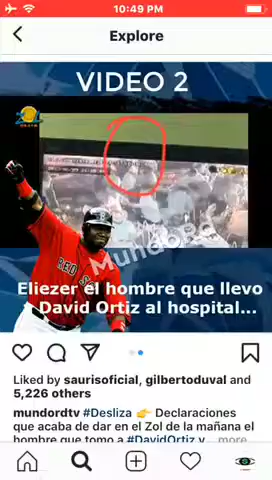 10:49 PM
Explore
VIDEO 2
ZOL
MundoRD
RED SOX
Eliezer el hombre que llevo
a David Ortiz al hospital...
Liked by saurisoficial, gilbertoduval and
5,226 others
mundordtv #Desliza 👉 Declaraciones
que acaba de dar en el Zol de la mañana el
hombre que tomo a #DavidOrtiz y ... more